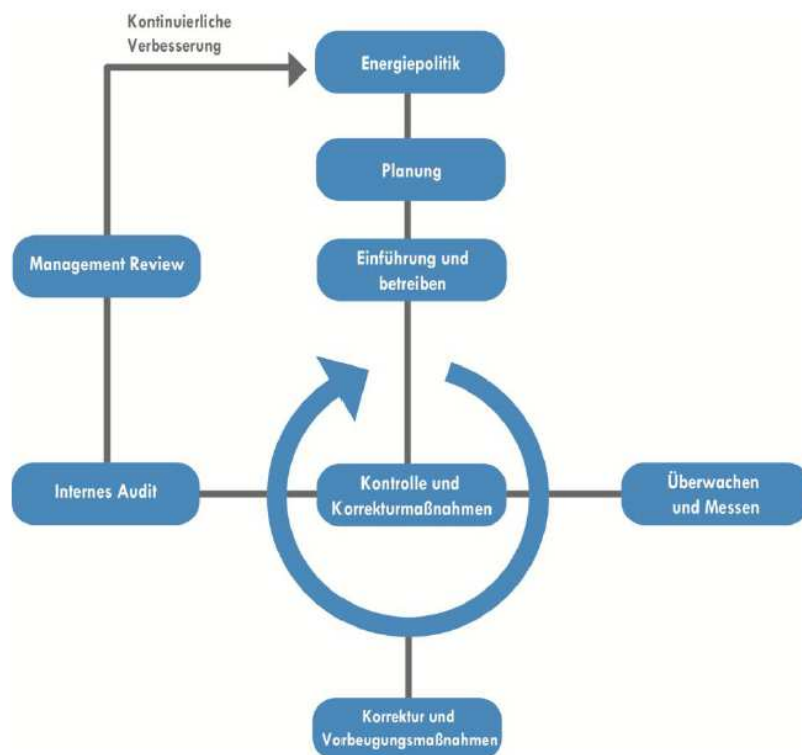 Kontinuierliche
Verbesserung
Energiepolitik
Planung
Management Review
Einführung und
betreiben
Internes Audit
Kontrolle und
Korrekturmaßnahmen
Überwachen
und Messen
Korrektur und
Vorbeugungsmaßnahmen